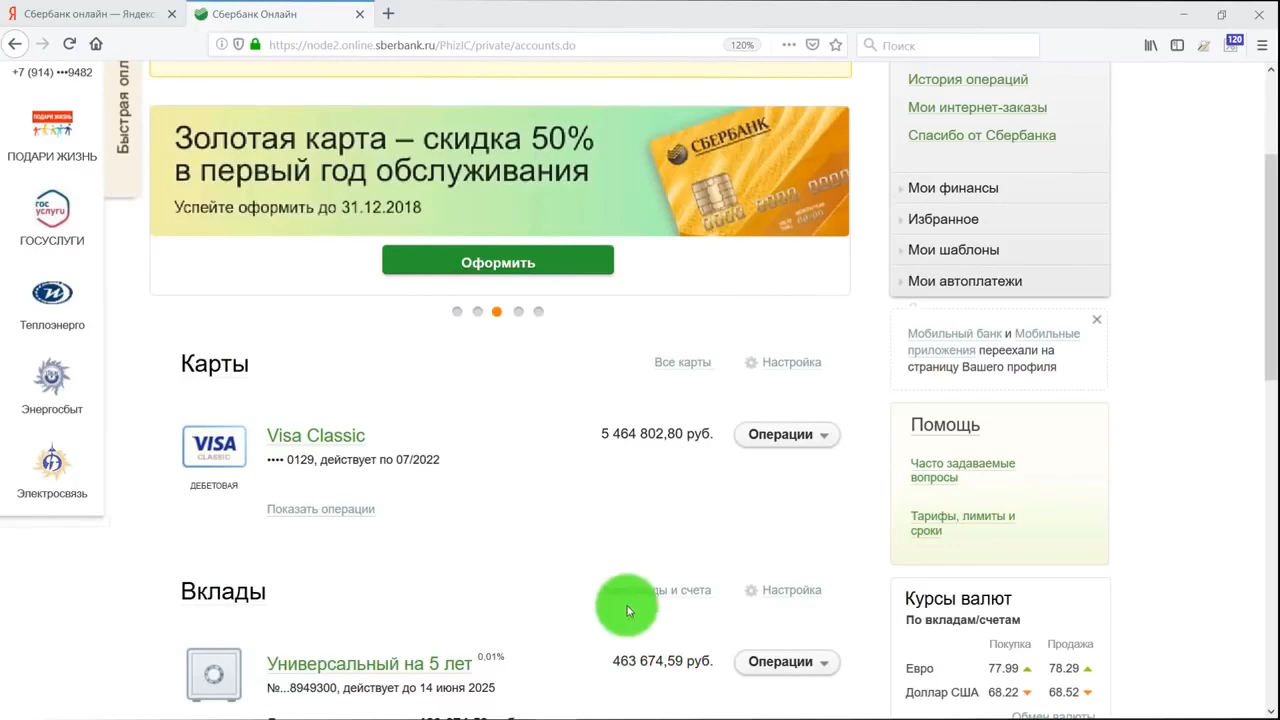 Сбербанк онлайн — Яндекс
Сбербанк Онлайн
https://node2.online.sberbank.ru/PhizIC/private/accounts.do
120%
Поиск
120
+7 (914) •••9482
ПОДАРИ ЖИЗНЬ
ПОДАРИ ЖИЗНЬ
гос
услуги
ГОСУСЛУГИ
Теплоэнерго
Энергосбыт
Электросвязь
Быстрая опл
Золотая карта – скидка 50%
в первый год обслуживания
Успейте оформить до 31.12.2018
СБЕРБАНК
Оформить
Карты
Все карты
Настройка
VISA
CLASSIC
ДЕБЕТОВАЯ
Visa Classic
5 464 802,80 руб.
Операции
•••• 0129, действует по 07/2022
Показать операции
Вклады
и счета
Настройка
Универсальный на 5 лет 0.01%
463 674,59 руб.
Операции
№...8949300, действует до 14 июня 2025
История операций
Мои интернет-заказы
Спасибо от Сбербанка
Мои финансы
Избранное
Мои шаблоны
Мои автоплатежи
Мобильный банк и Мобильные
приложения переехали на
страницу Вашего профиля
Помощь
Часто задаваемые
вопросы
Тарифы, лимиты и
сроки
Курсы валют
По вкладам/счетам
Покупка Продажа
Евро 77.99 78.29
Доллар США 68.22 68.52
Обмен валюты